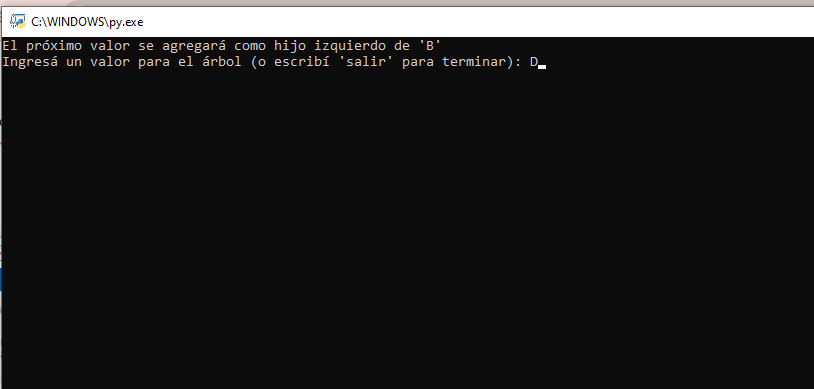 C:\WINDOWS\py.exe
El próximo valor se agregará como hijo izquierdo de 'B'
Ingresá un valor para el árbol (o escribí 'salir' para terminar): D